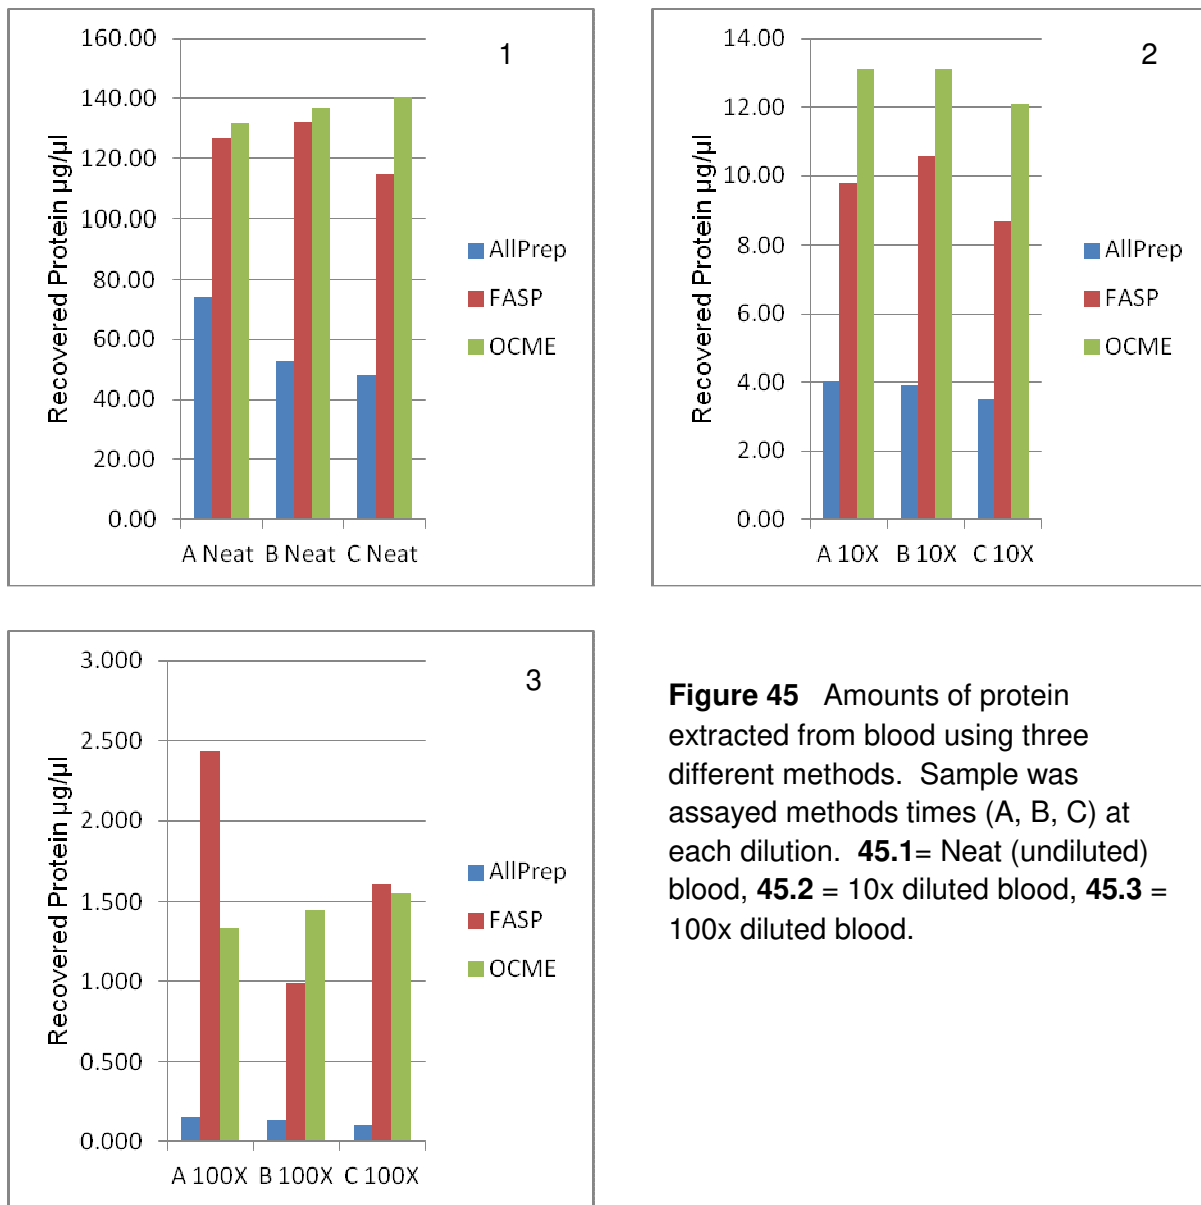 1
160.00
140.00
120.00
100.00
80.00
60.00
40.00
20.00
0.00
Recovered Protein µg/µl
A Neat B Neat C Neat
AllPrep
FASP
OCME
2
14.00
12.00
10.00
8.00
6.00
4.00
2.00
0.00
Recovered Protein µg/µl
A 10X B 10X C 10X
AllPrep
FASP
OCME
3
3.000
2.500
2.000
1.500
1.000
0.500
0.000
Recovered Protein µg/µl
A 100X B 100X C 100X
AllPrep
FASP
OCME
Figure 45 Amounts of protein
extracted from blood using three
different methods. Sample was
assayed methods times (A, B, C) at
each dilution. 45.1= Neat (undiluted)
blood, 45.2 = 10x diluted blood, 45.3 =
100x diluted blood.